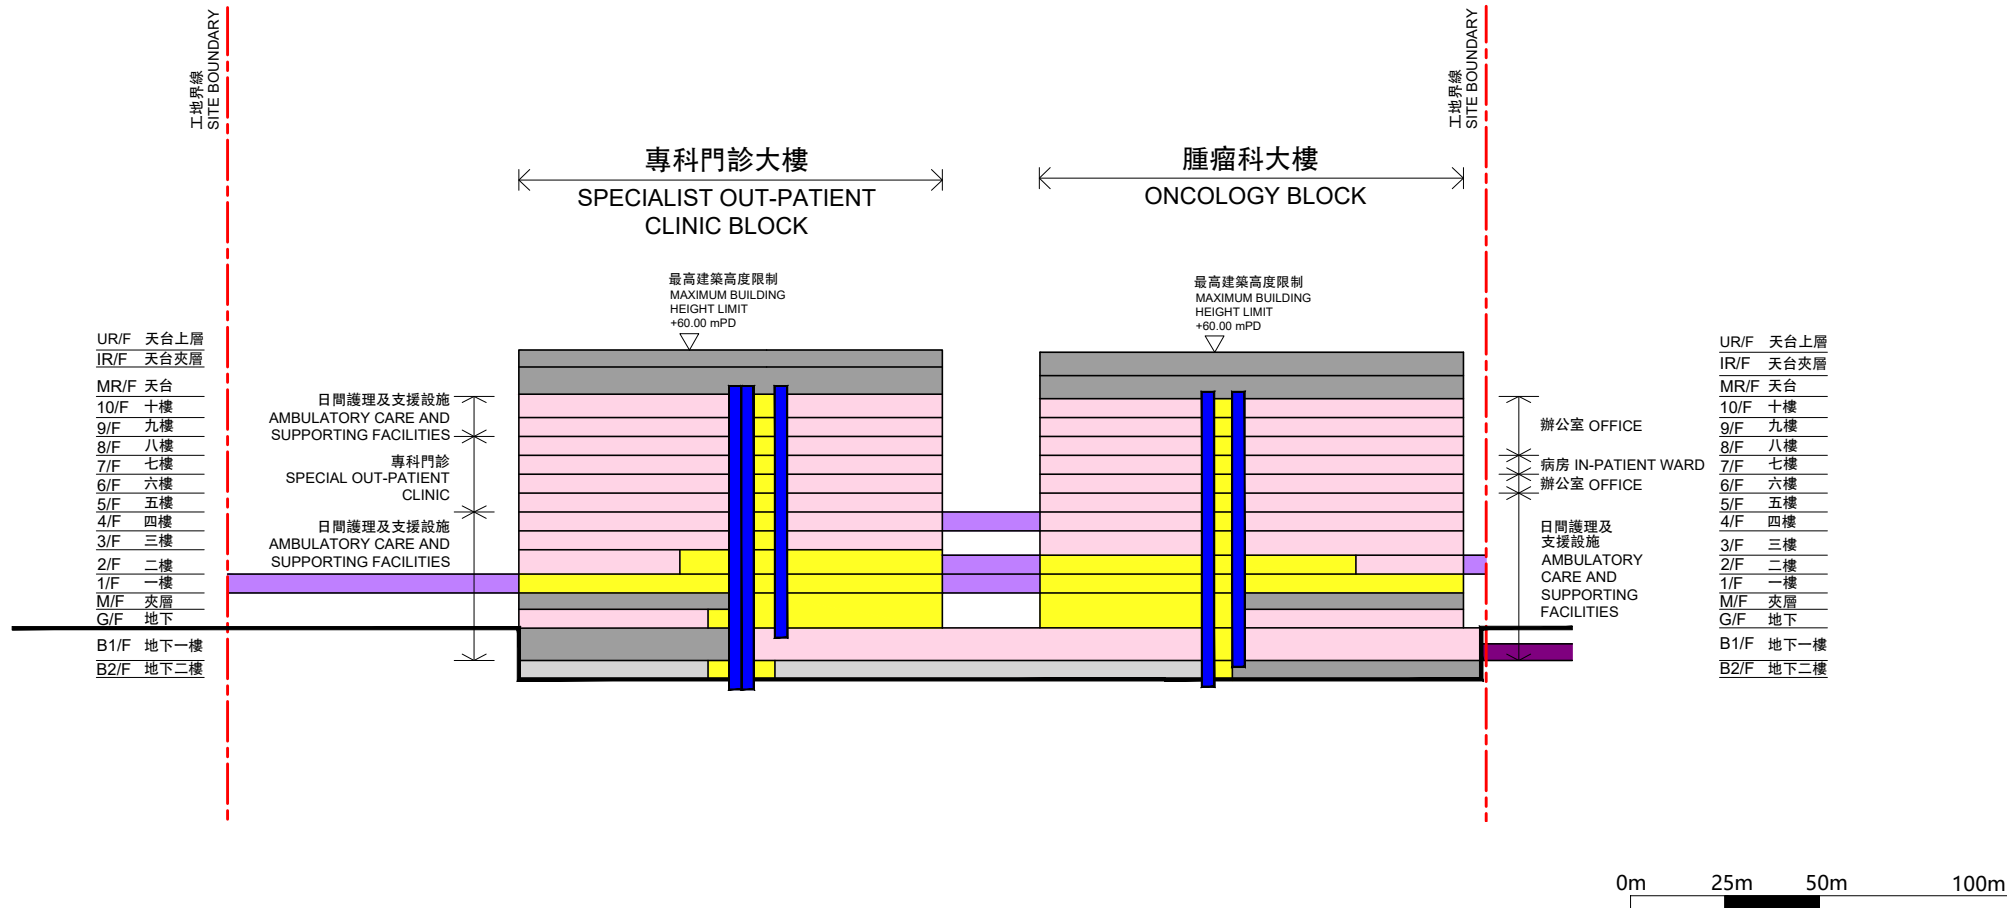 工地界線
SITE BOUNDARY
工地界線
SITE BOUNDARY
專科門診大樓
SPECIALIST OUT-PATIENT
CLINIC BLOCK
腫瘤科大樓
ONCOLOGY BLOCK
最高建築高度限制
MAXIMUM BUILDING
HEIGHT LIMIT
+60.00 mPD
最高建築高度限制
MAXIMUM BUILDING
HEIGHT LIMIT
+60.00 mPD
UR/F 天台上層
IR/F 天台夾層
MR/F 天台
10/F 十樓
9/F 九樓
8/F 八樓
7/F 七樓
6/F 六樓
5/F 五樓
4/F 四樓
3/F 三樓
2/F 二樓
1/F 一樓
M/F 夾層
G/F 地下
B1/F 地下一樓
B2/F 地下二樓
日間護理及支援設施
AMBULATORY CARE AND
SUPPORTING FACILITIES
專科門診
SPECIAL OUT-PATIENT
CLINIC
日間護理及支援設施
AMBULATORY CARE AND
SUPPORTING FACILITIES
辦公室 OFFICE
病房 IN-PATIENT WARD
辦公室 OFFICE
日間護理及
支援設施
AMBULATORY
CARE AND
SUPPORTING
FACILITIES
UR/F 天台上層
IR/F 天台夾層
MR/F 天台
10/F 十樓
9/F 九樓
8/F 八樓
7/F 七樓
6/F 六樓
5/F 五樓
4/F 四樓
3/F 三樓
2/F 二樓
1/F 一樓
M/F 夾層
G/F 地下
B1/F 地下一樓
B2/F 地下二樓
0m 25m 50m 100m